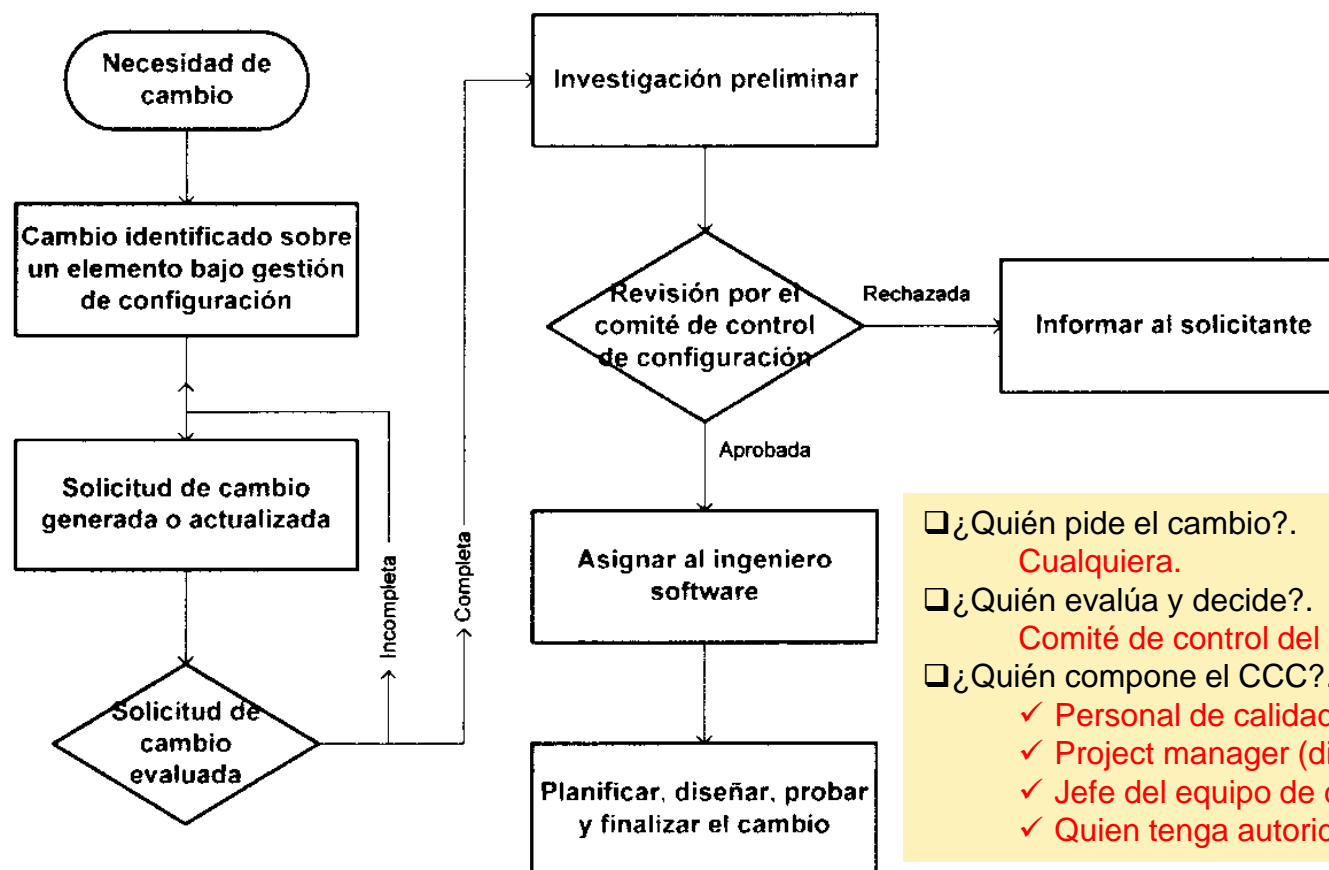 Necesidad de
cambio
Cambio identificado sobre
un elemento bajo gestión
de configuración
Solicitud de cambio
generada o actualizada
Solicitud de
cambio
evaluada
Incompleta
Completa
Investigación preliminar
Revisión por el
comité de control
de configuración
Rechazada
Informar al solicitante
Aprobada
Asignar al ingeniero
software
Planificar, diseñar, probar
y finalizar el cambio
¿Quién pide el cambio?.
Cualquiera.
¿Quién evalúa y decide?.
Comité de control del
¿Quién compone el CCC?.
Personal de calidad
Project manager
Jefe del equipo de
Quien tenga